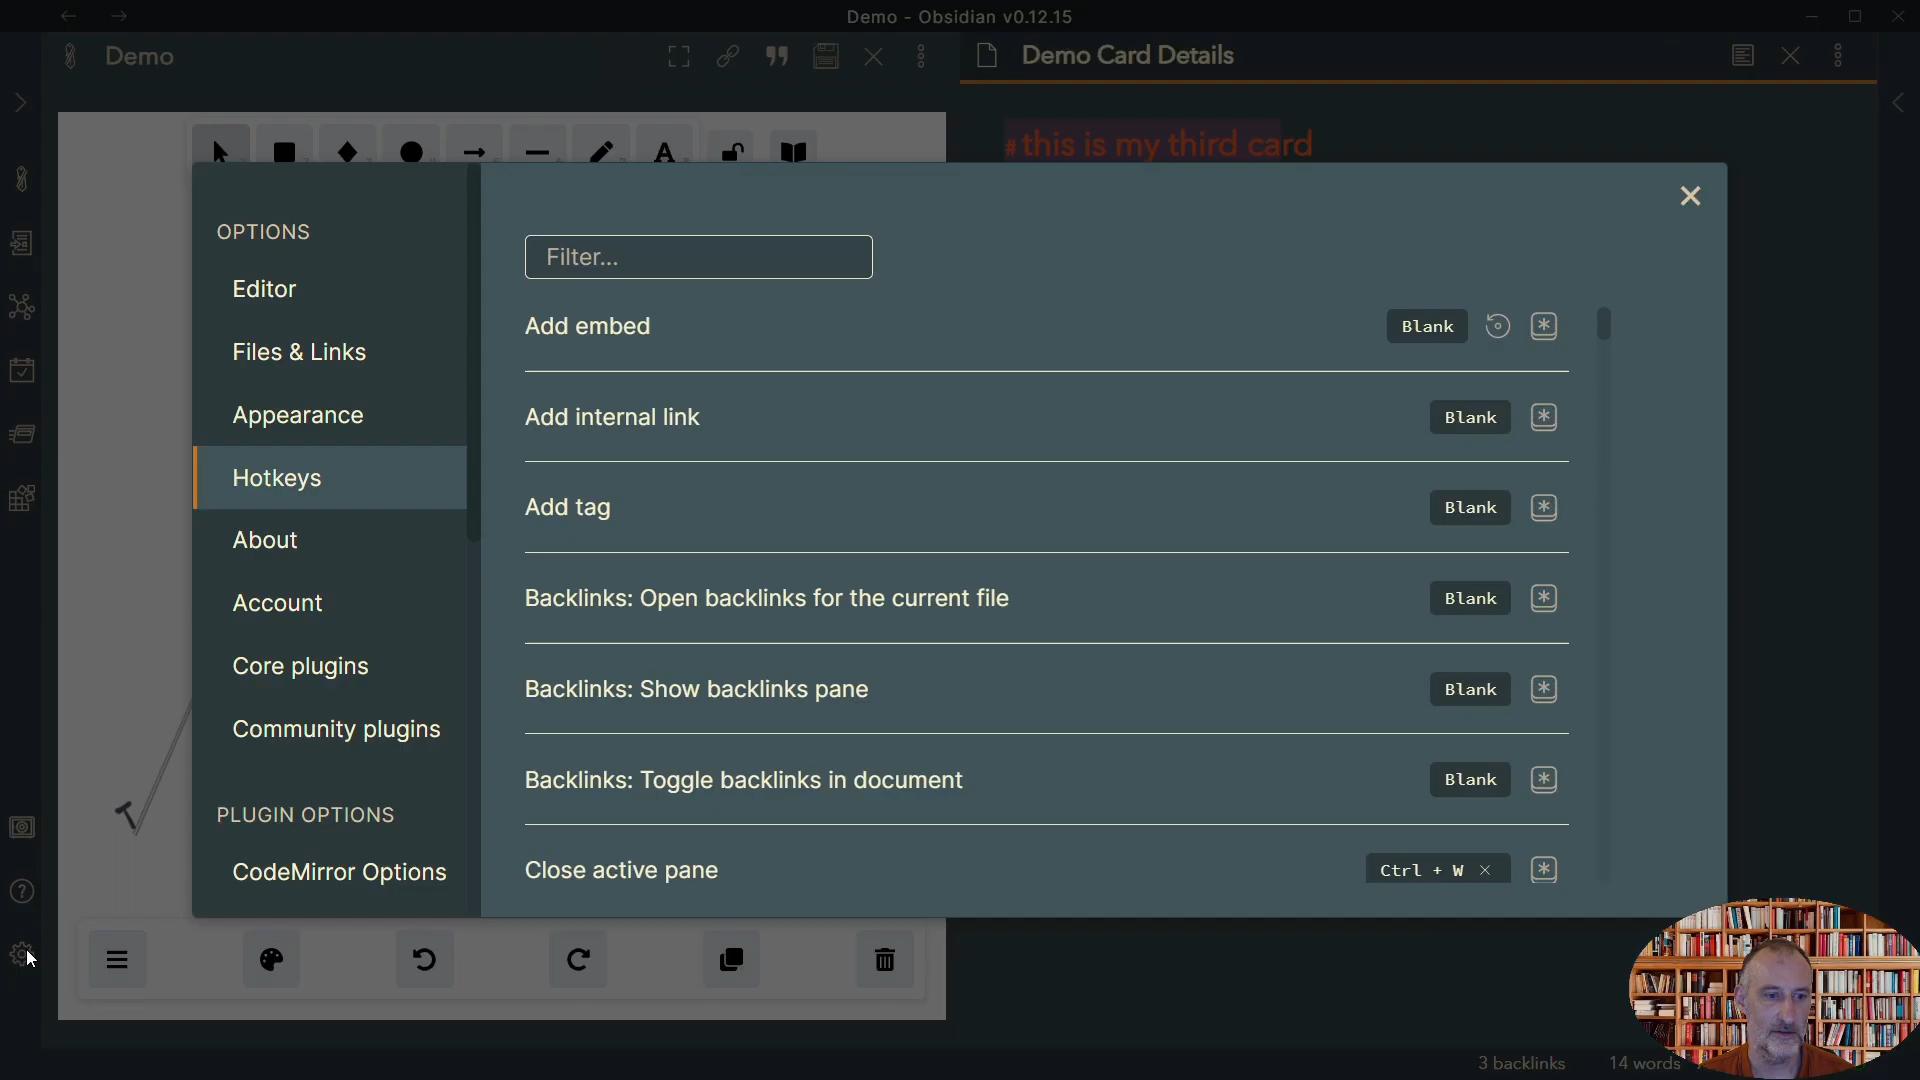 Demo - Obsidian v0.12.15
Demo
Demo Card Details
# this is my third card
OPTIONS
Editor
Files & Links
Appearance
Hotkeys
About
Account
Core plugins
Community plugins
PLUGIN OPTIONS
CodeMirror Options
Filter...
Add embed
Blank
Add internal link
Blank
Add tag
Blank
Backlinks: Open backlinks for the current file
Blank
Backlinks: Show backlinks pane
Blank
Backlinks: Toggle backlinks in document
Blank
Close active pane
Ctrl + W
3 backlinks
14 words